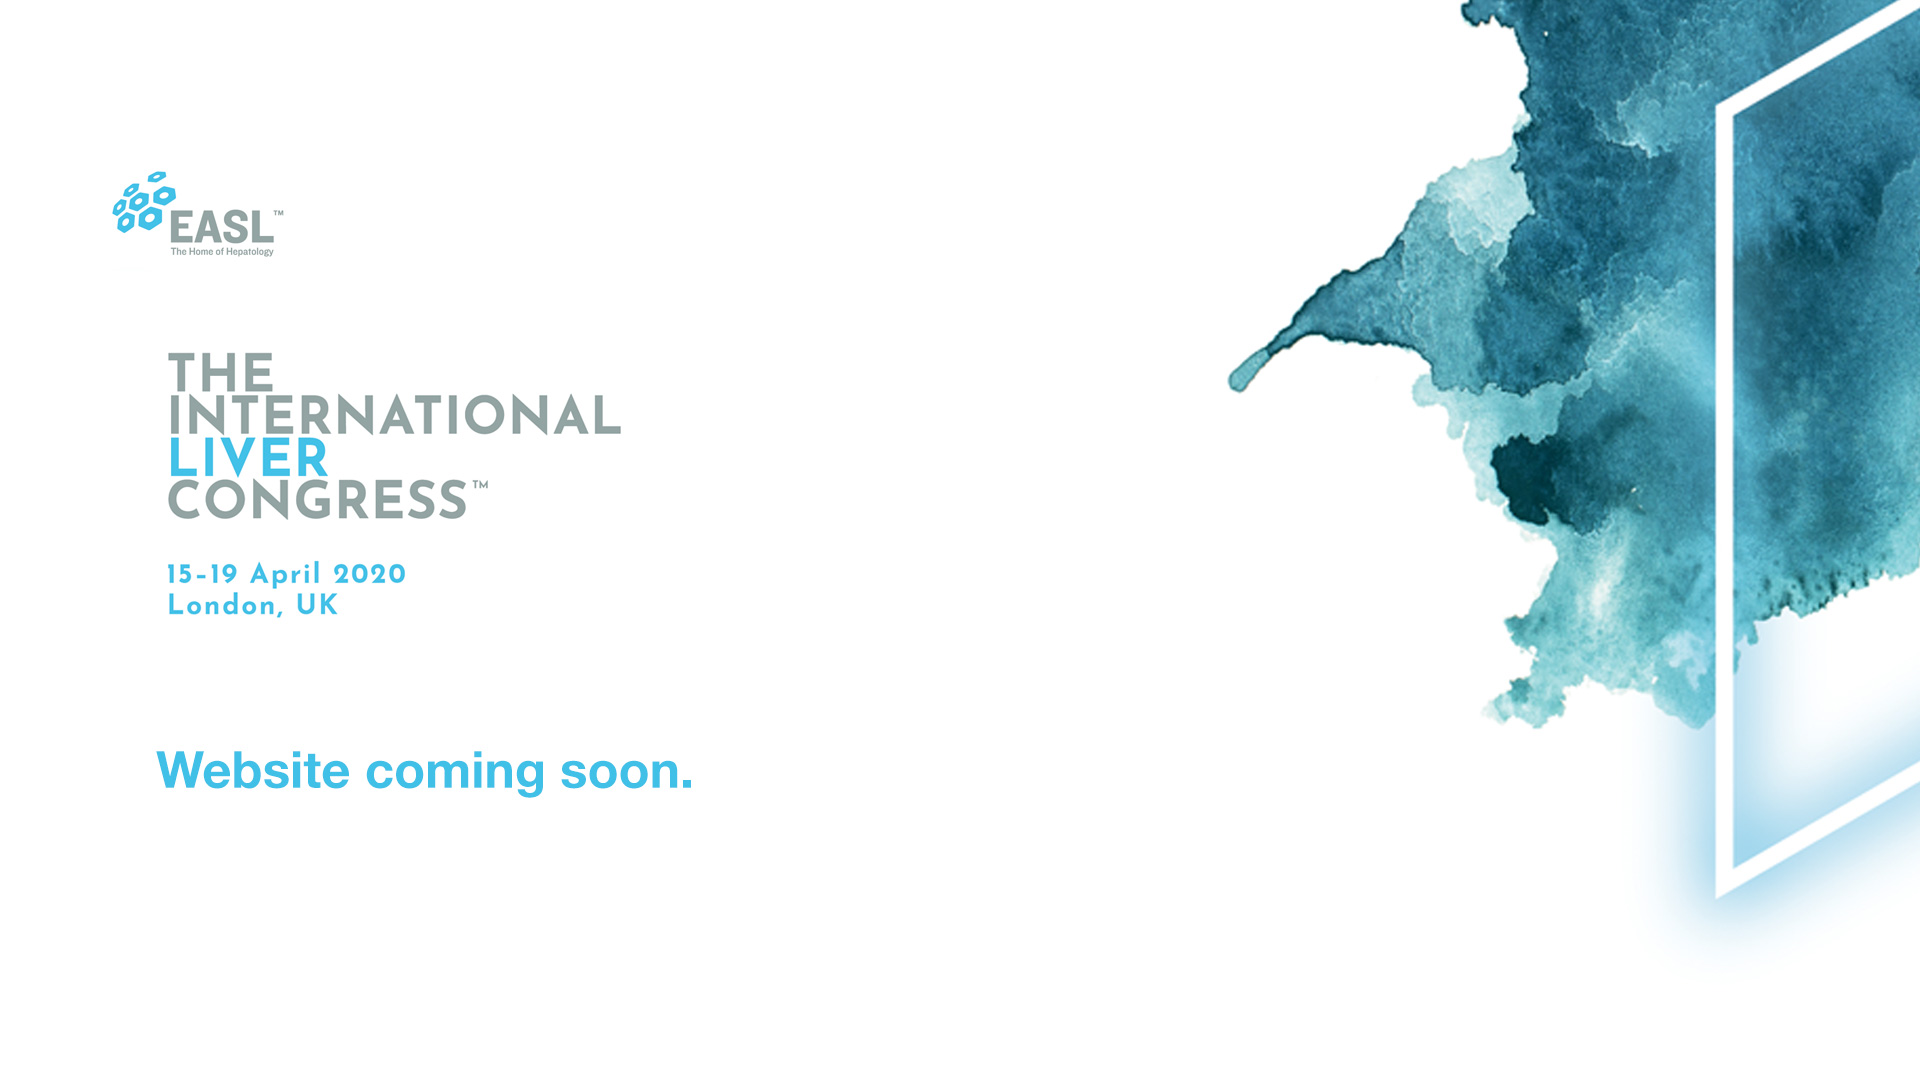 EASL™
The Home of Hepatology
THE
INTERNATIONAL
LIVER
CONGRESS™
15-19 April 2020
London, UK
Website coming soon.